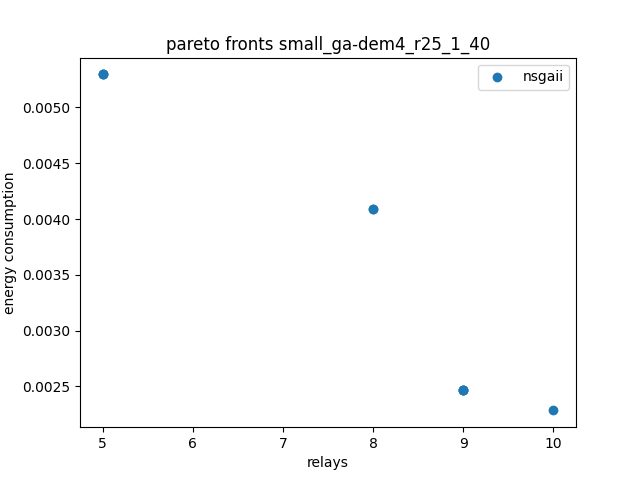 pareto fronts small_ga-dem4_r25_1_40
nsgaii
0.0050
0.0045
0.0040
0.0035
0.0030
0.0025
energy consumption
5 6 7 8 9 10
relays